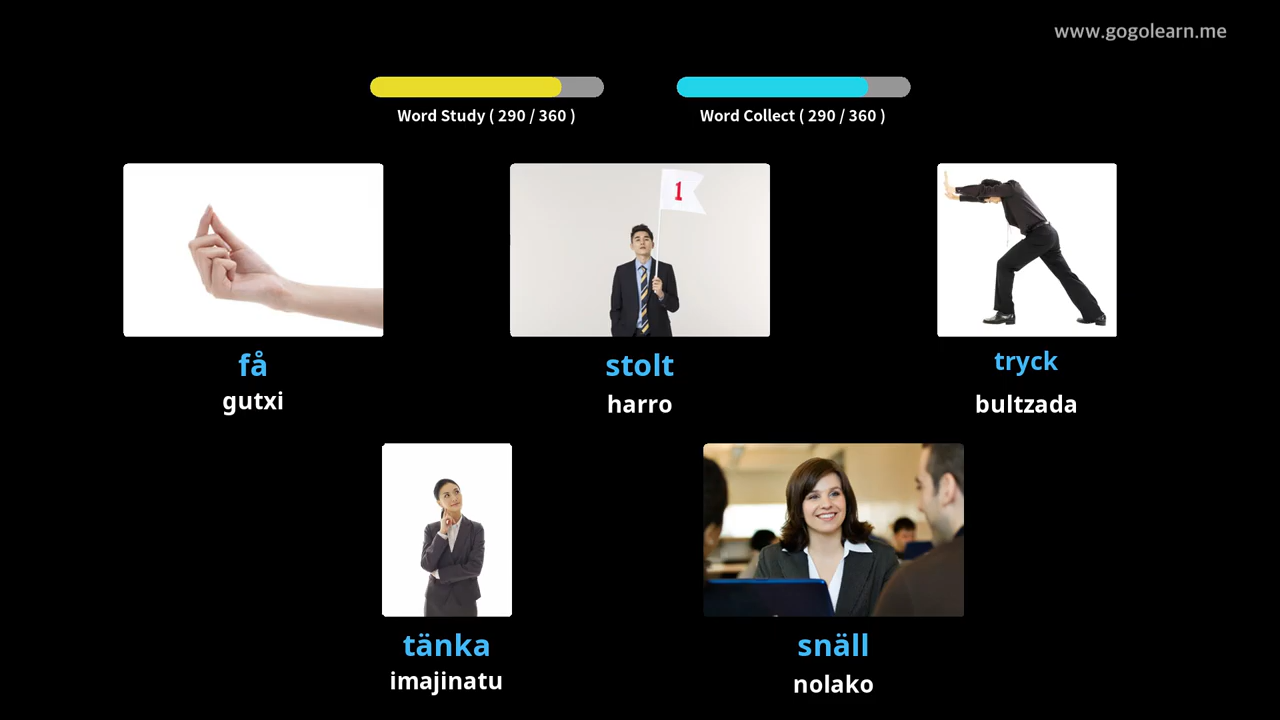 www.gogolearn.me
Word Study ( 290 / 360 )
Word Collect ( 290 / 360 )
1
få
gutxi
stolt
harro
tryck
bultzada
tänka
imajinatu
snäll
nolako